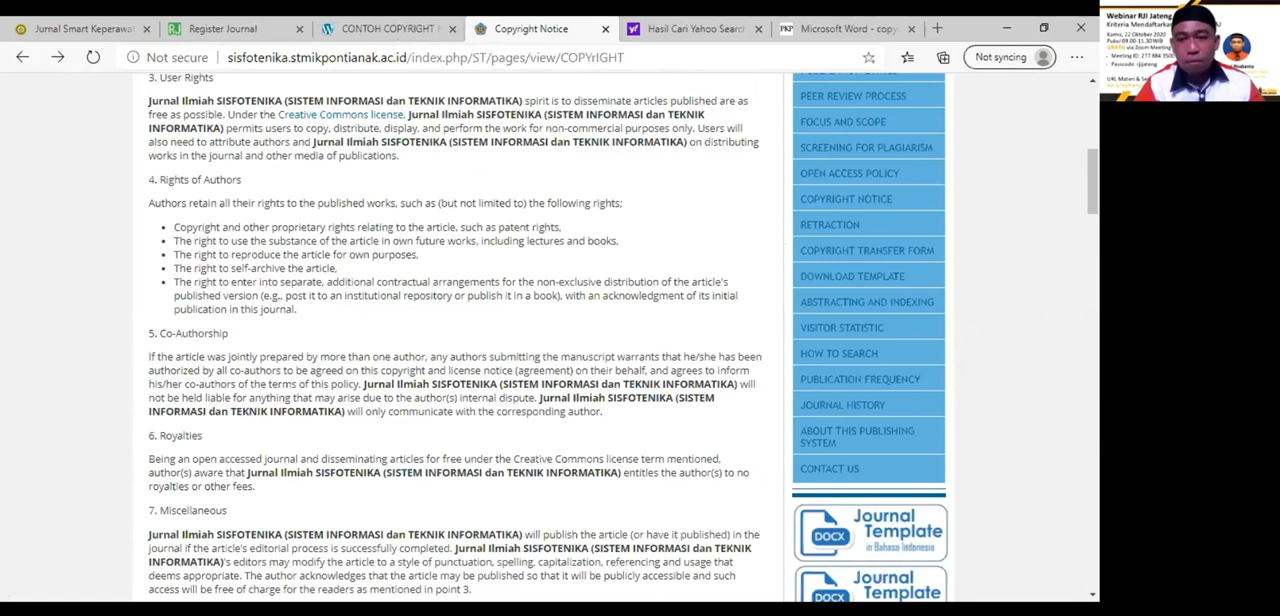 Jurnal Smart Keperawat
Register Journal
CONTOH COPYRIGHT
Copyright Notice
Hasil Cari Yahoo Search
Microsoft Word - copy
Not secure
sisfotenika.stmikpontianak.ac.id/index.php/ST/pages/view/COPYrIGHT
Not syncing
3. User Rights
Jurnal Ilmiah SISFOTENIKA (SISTEM INFORMASI dan TEKNIK INFORMATIKA) spirit is to disseminate articles published are as
free as possible. Under the Creative Commons license, Jurnal Ilmiah SISFOTENIKA (SISTEM INFORMASI dan TEKNIK
INFORMATIKA) permits users to copy, distribute, display, and perform the work for non-commercial purposes only. Users will
also need to attribute authors and Jurnal Ilmiah SISFOTENIKA (SISTEM INFORMASI dan TEKNIK INFORMATIKA) on distributing
works in the journal and other media of publications.
4. Rights of Authors
Authors retain all their rights to the published works, such as (but not limited to) the following rights;
• Copyright and other proprietary rights relating to the article, such as patent rights,
• The right to use the substance of the article in own future works, including lectures and books,
• The right to reproduce the article for own purposes,
• The right to self-archive the article,
• The right to enter into separate, additional contractual arrangements for the non-exclusive distribution of the article's
published version (e.g., post it to an institutional repository or publish it in a book), with an acknowledgment of its initial
publication in this journal.
5. Co-Authorship
If the article was jointly prepared by more than one author, any authors submitting the manuscript warrants that he/she has been
authorized by all co-authors to be agreed on this copyright and license notice (agreement) on their behalf, and agrees to inform
his/her co-authors of the terms of this policy. Jurnal Ilmiah SISFOTENIKA (SISTEM INFORMASI dan TEKNIK INFORMATIKA) will
not be held liable for anything that may arise due to the author(s) internal dispute. Jurnal Ilmiah SISFOTENIKA (SISTEM
INFORMASI dan TEKNIK INFORMATIKA) will only communicate with the corresponding author.
6. Royalties
Being an open accessed journal and disseminating articles for free under the Creative Commons license term mentioned,
author(s) aware that Jurnal Ilmiah SISFOTENIKA (SISTEM INFORMASI dan TEKNIK INFORMATIKA) entitles the author(s) to no
royalties or other fees.
7. Miscellaneous
Jurnal Ilmiah SISFOTENIKA (SISTEM INFORMASI dan TEKNIK INFORMATIKA) will publish the article (or have it published) in the
journal if the article's editorial process is successfully completed. Jurnal Ilmiah SISFOTENIKA (SISTEM INFORMASI dan TEKNIK
INFORMATIKA)'s editors may modify the article to a style of punctuation, spelling, capitalization, referencing and usage that
deems appropriate. The author acknowledges that the article may be published so that it will be publicly accessible and such
access will be free of charge for the readers as mentioned in point 3.
PEER REVIEW PROCESS
FOCUS AND SCOPE
SCREENING FOR PLAGIARISM
OPEN ACCESS POLICY
COPYRIGHT NOTICE
RETRACTION
COPYRIGHT TRANSFER FORM
DOWNLOAD TEMPLATE
ABSTRACTING AND INDEXING
VISITOR STATISTIC
HOW TO SEARCH
PUBLICATION FREQUENCY
JOURNAL HISTORY
ABOUT THIS PUBLISHING
SYSTEM
CONTACT US
Journal
Template
DOCX
in Bahasa Indonesia
Journal
Template
DOCX
Webinar RJI Jateng
Kriteria Mendaftarkan
Kamis, 22 Oktober 2020
Pukul 09.00-11.30 WIB
via Zoom Meeting